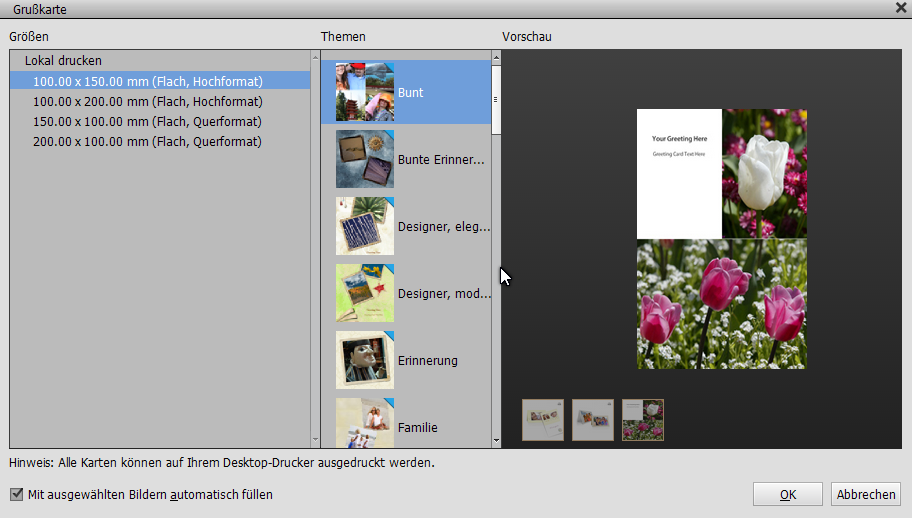 Grußkarte
Größen
Themen
Vorschau
Lokal drucken
100.00 x 150.00 mm (Flach, Hochformat)
100.00 x 200.00 mm (Flach, Hochformat)
150.00 x 100.00 mm (Flach, Querformat)
200.00 x 100.00 mm (Flach, Querformat)
Bunt
Bunte Erinner...
Designer, eleg...
Designer, mod...
Erinnerung
Familie
Your Greeting Here
Greeting Card Text Here
Hinweis: Alle Karten können auf Ihrem Desktop-Drucker ausgedruckt werden.
Mit ausgewählten Bildern automatisch füllen
OK
Abbrechen